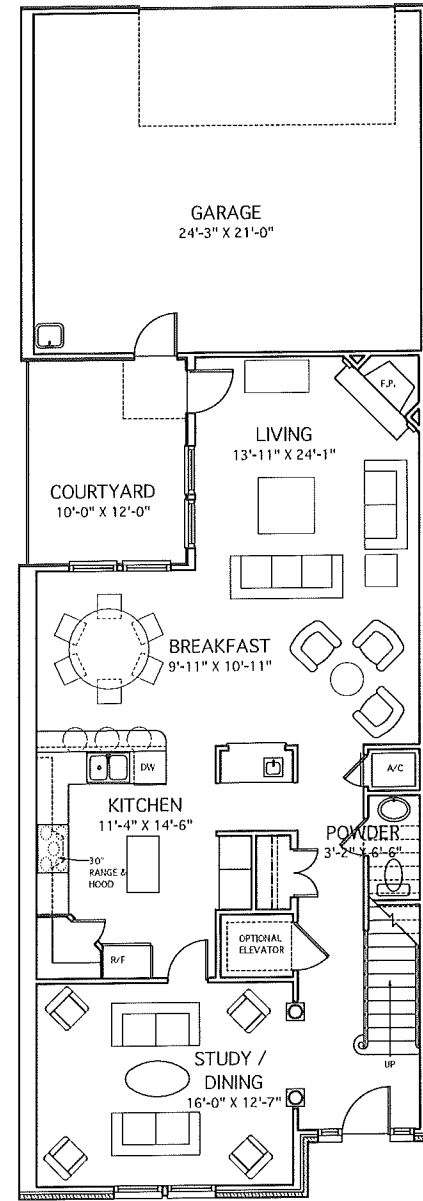 GARAGE
24'-3" X 21'-0"
F.P.
LIVING
13'-11" X 24'-1"
COURTYARD
10'-0" X 12'-0"
BREAKFAST
9'-11" X 10'-11"
DW
A/C
KITCHEN
11'-4" X 14'-6"
POWDER
3'-2" X 6'-6"
30"
RANGE &
HOOD
OPTIONAL
ELEVATOR
R/F
UP
STUDY /
DINING
16'-0" X 12'-7"